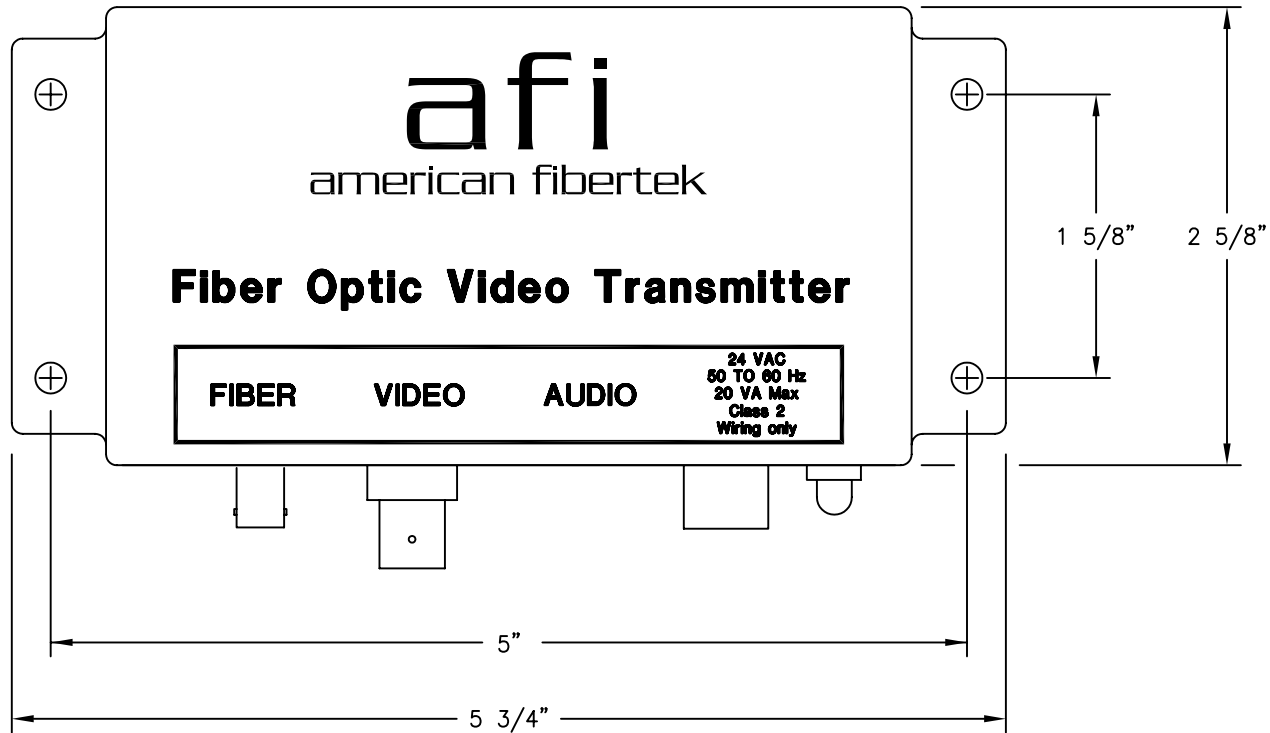 afi
american fibertek
1 5/8”
2 5/8”
Fiber Optic Video Transmitter
FIBER
VIDEO
AUDIO
24 VAC
50 TO 60 Hz
20 VA Max
Class 2
Wiring only
5”
5 3/4”